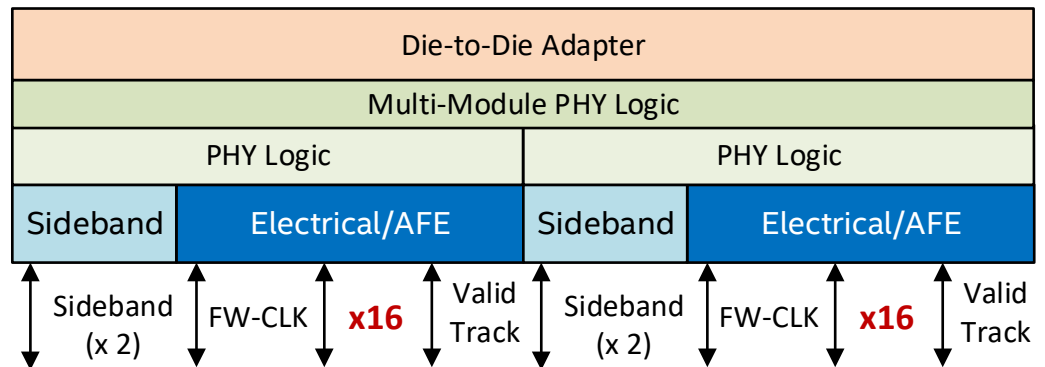 Die-to-Die Adapter
Multi-Module PHY Logic
PHY Logic
PHY Logic
Sideband
Electrical/AFE
Sideband
Electrical/AFE
Sideband
(x 2)
FW-CLK
x16
Valid
Track
Sideband
(x 2)
FW-CLK
x16
Valid
Track